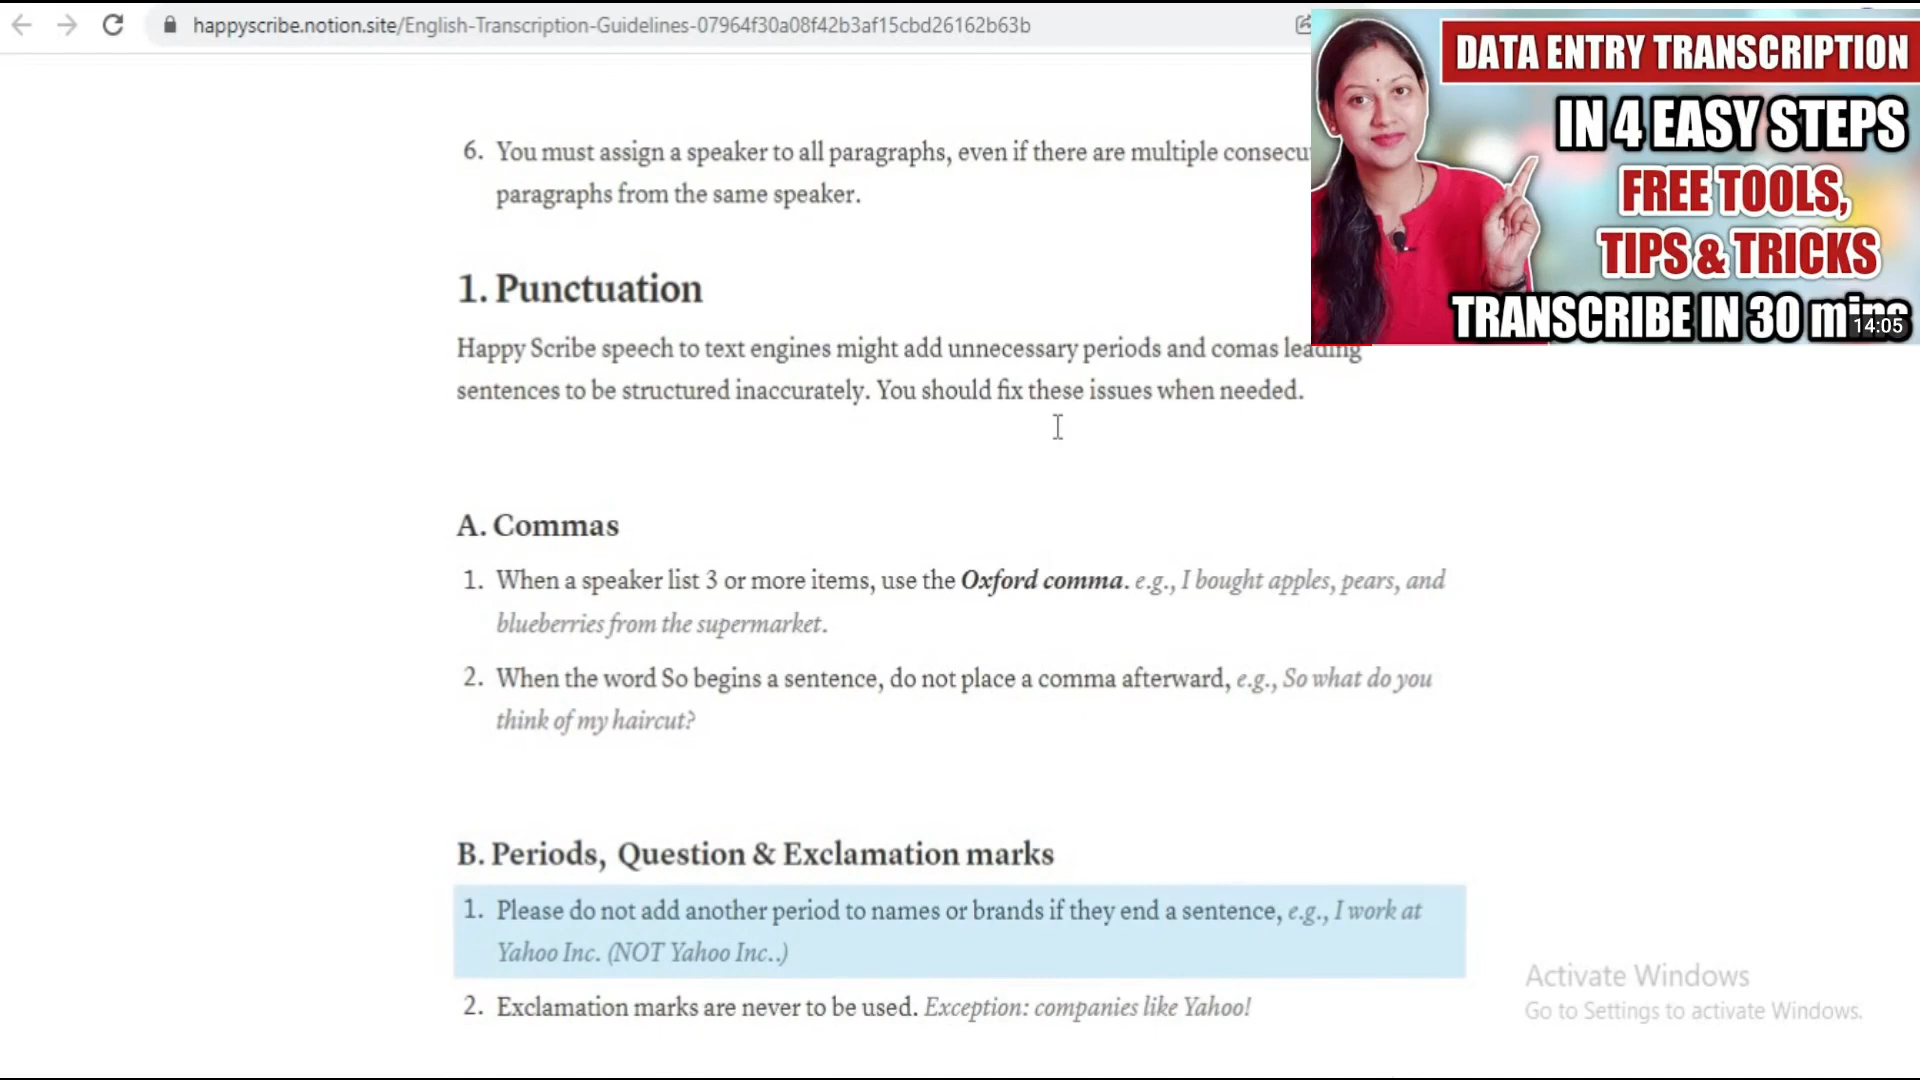 happyscribe.notion.site/English-Transcription-Guidelines-07964f30a08f42b3af15cbd26162b63b
DATA ENTRY TRANSCRIPTION
IN 4 EASY STEPS
FREE TOOLS,
TIPS & TRICKS
TRANSCRIBE IN 30 mins
14:05
6. You must assign a speaker to all paragraphs, even if there are multiple
paragraphs from the same speaker.
1. Punctuation
Happy Scribe speech to text engines might add unnecessary periods and comas leading
sentences to be structured inaccurately. You should fix these issues when needed.
A. Commas
1. When a speaker list 3 or more items, use the Oxford comma. e.g., I bought apples, pears, and
blueberries from the supermarket.
2. When the word So begins a sentence, do not place a comma afterward, e.g., So what do you
think of my haircut?
B. Periods, Question & Exclamation marks
1. Please do not add another period to names or brands if they end a sentence, e.g., I work at
Yahoo Inc. (NOT Yahoo Inc..)
2. Exclamation marks are never to be used. Exception: companies like Yahoo!
Activate Windows
Go to Settings to activate Windows.